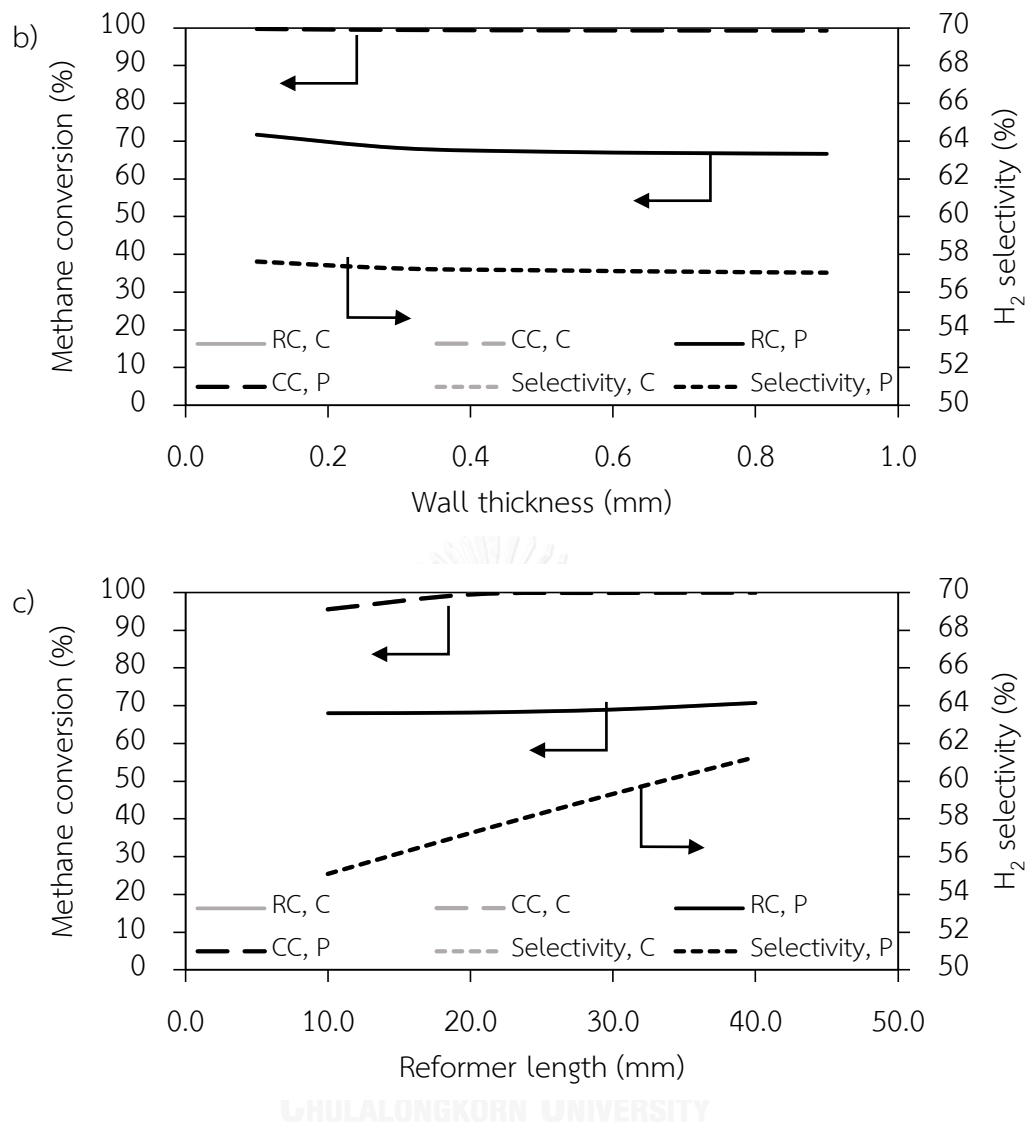 b)
Methane conversion (%)
100
90
80
70
60
50
40
30
20
10
0
70
68
66
64
62
60
58
56
54
52
50
H2 selectivity (%)
RC, C CC, C RC, P
CC, P Selectivity, C Selectivity, P
0.0 0.2 0.4 0.6 0.8 1.0
Wall thickness (mm)
c)
Methane conversion (%)
100
90
80
70
60
50
40
30
20
10
0
70
68
66
64
62
60
58
56
54
52
50
H2 selectivity (%)
RC, C CC, C RC, P
CC, P Selectivity, C Selectivity, P
0.0 10.0 20.0 30.0 40.0 50.0
Reformer length (mm)
CHULALONGKORN UNIVERSITY